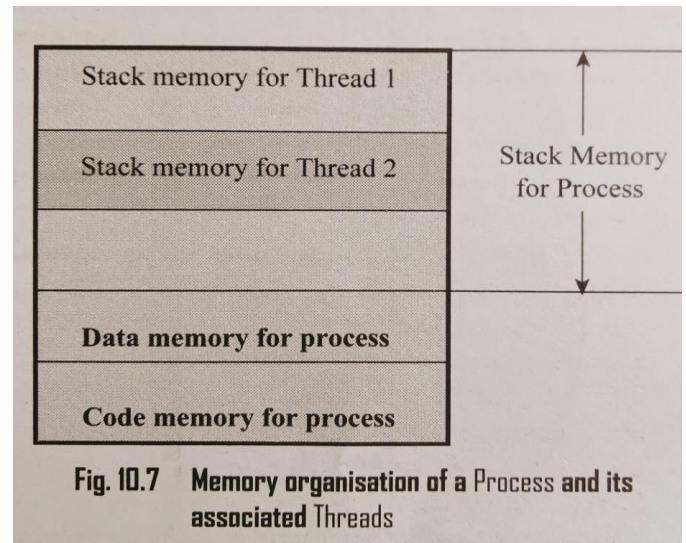 Stack memory for Thread 1
Stack memory for Thread 2
Stack Memory
for Process
Data memory for process
Code memory for process
Fig. 10.7 Memory organisation of a Process and its
associated Threads